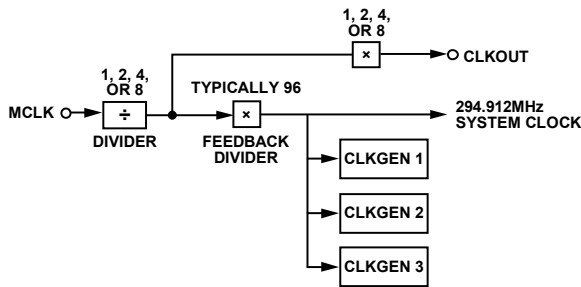 1, 2, 4,
OR 8
×
CLKOUT
1, 2, 4,
OR 8
TYPICALLY 96
MCLK
÷
×
294.912MHz
SYSTEM CLOCK
DIVIDER
FEEDBACK
DIVIDER
CLKGEN 1
CLKGEN 2
CLKGEN 3